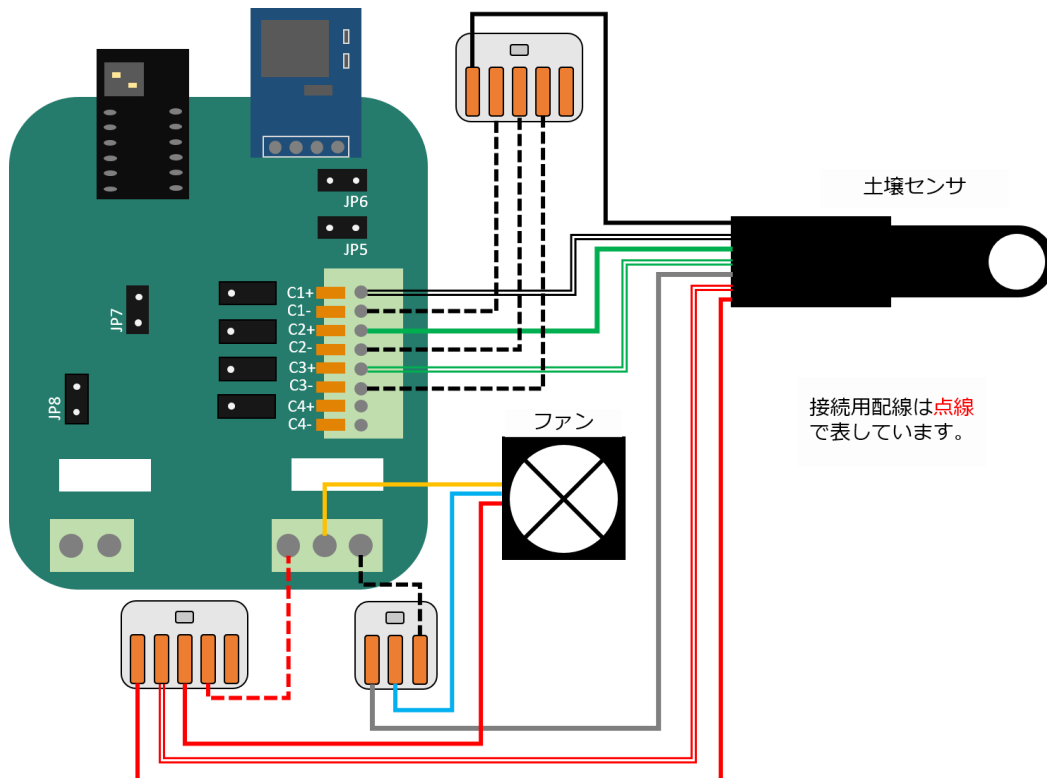 土壌センサ
JP6
JP5
C1+
C1-
C2+
C2-
C3+
C3-
C4+
C4-
JP7
JP8
接続用配線は点線
で表しています。
ファン